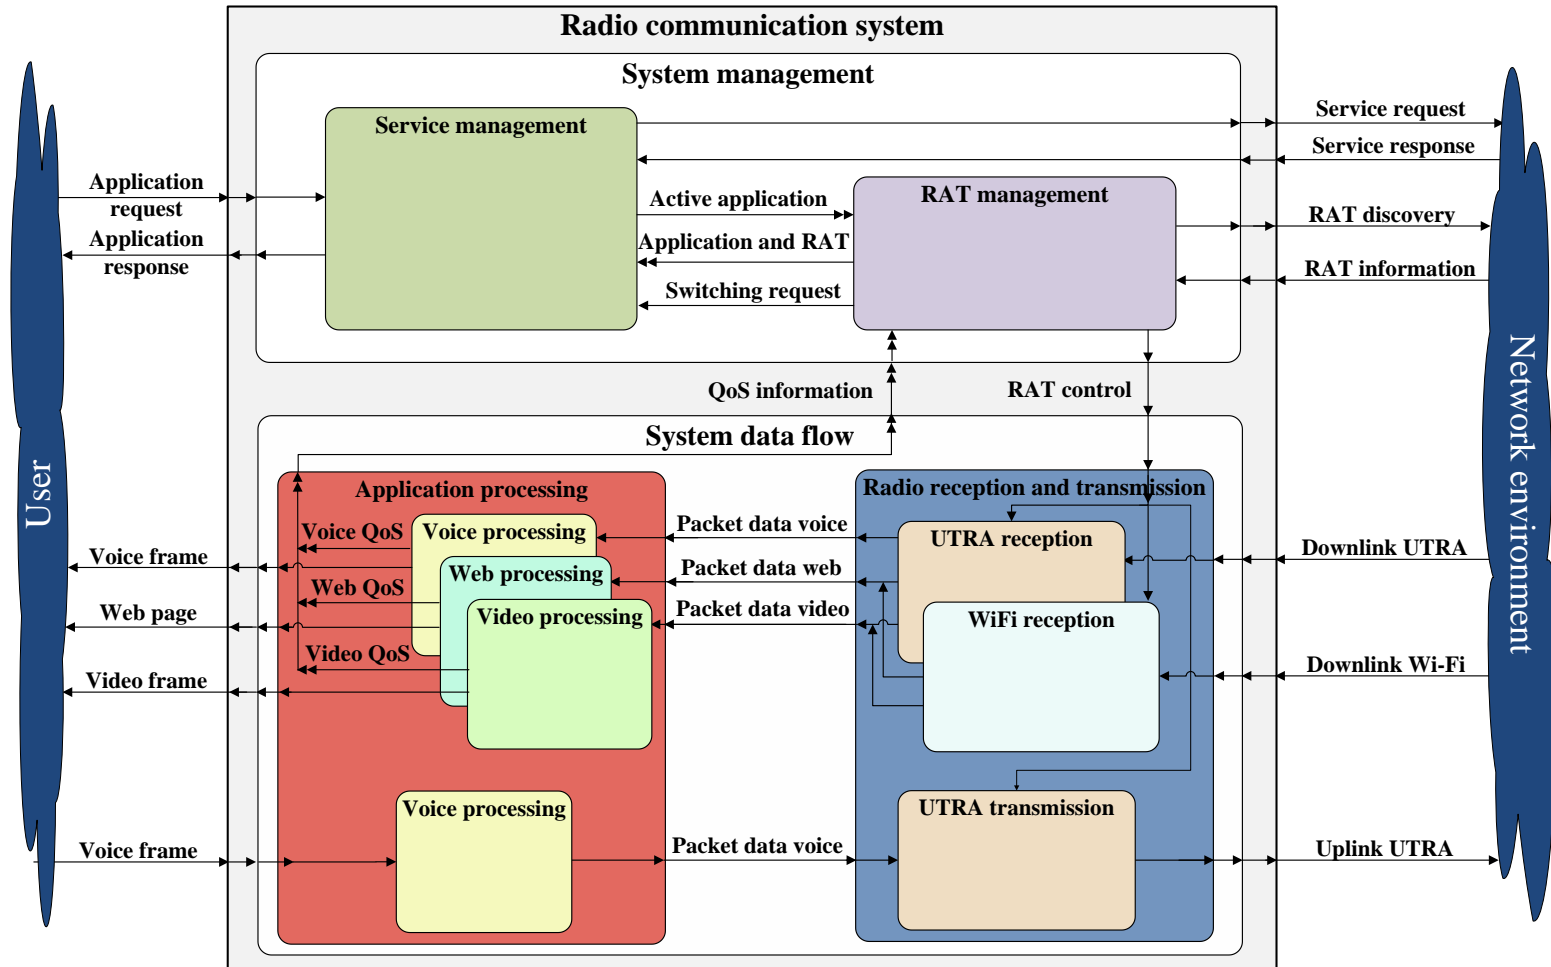 Radio communication system
System management
Service management
Service request
Service response
Application
request
Application
response
Active application
Application and RAT
Switching request
RAT management
RAT discovery
RAT information
QoS information
RAT control
System data flow
Application processing
Radio reception and transmission
Voice QoS
Voice processing
Packet data voice
UTRA reception
Downlink UTRA
Voice frame
Web QoS
Web processing
Packet data web
Web page
Video processing
Packet data video
WiFi reception
Video QoS
Downlink Wi-Fi
Video frame
Voice processing
UTRA transmission
Voice frame
Packet data voice
Uplink UTRA
User
Network environment